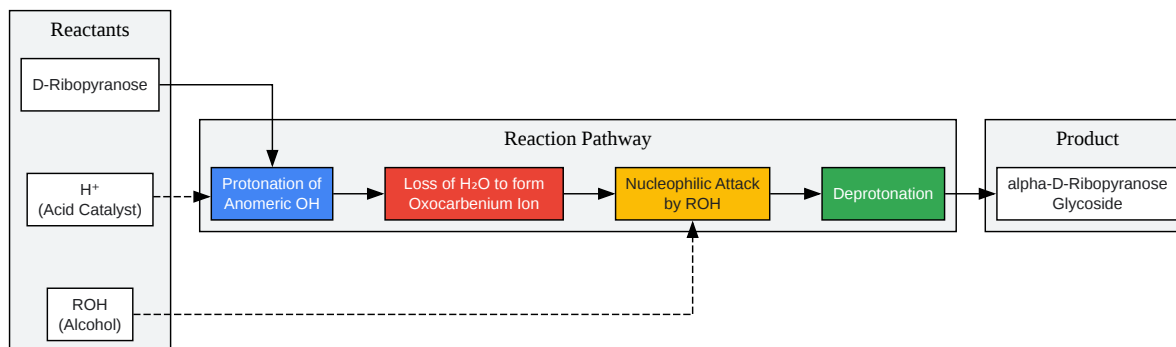 Reactants
D-Ribopyranose
H⁺
(Acid Catalyst)
ROH
(Alcohol)
Reaction Pathway
Protonation of
Anomeric OH
Loss of H₂O to form
Oxocarbenium Ion
Nucleophilic Attack
by ROH
Deprotonation
Product
alpha-D-Ribopyranose
Glycoside